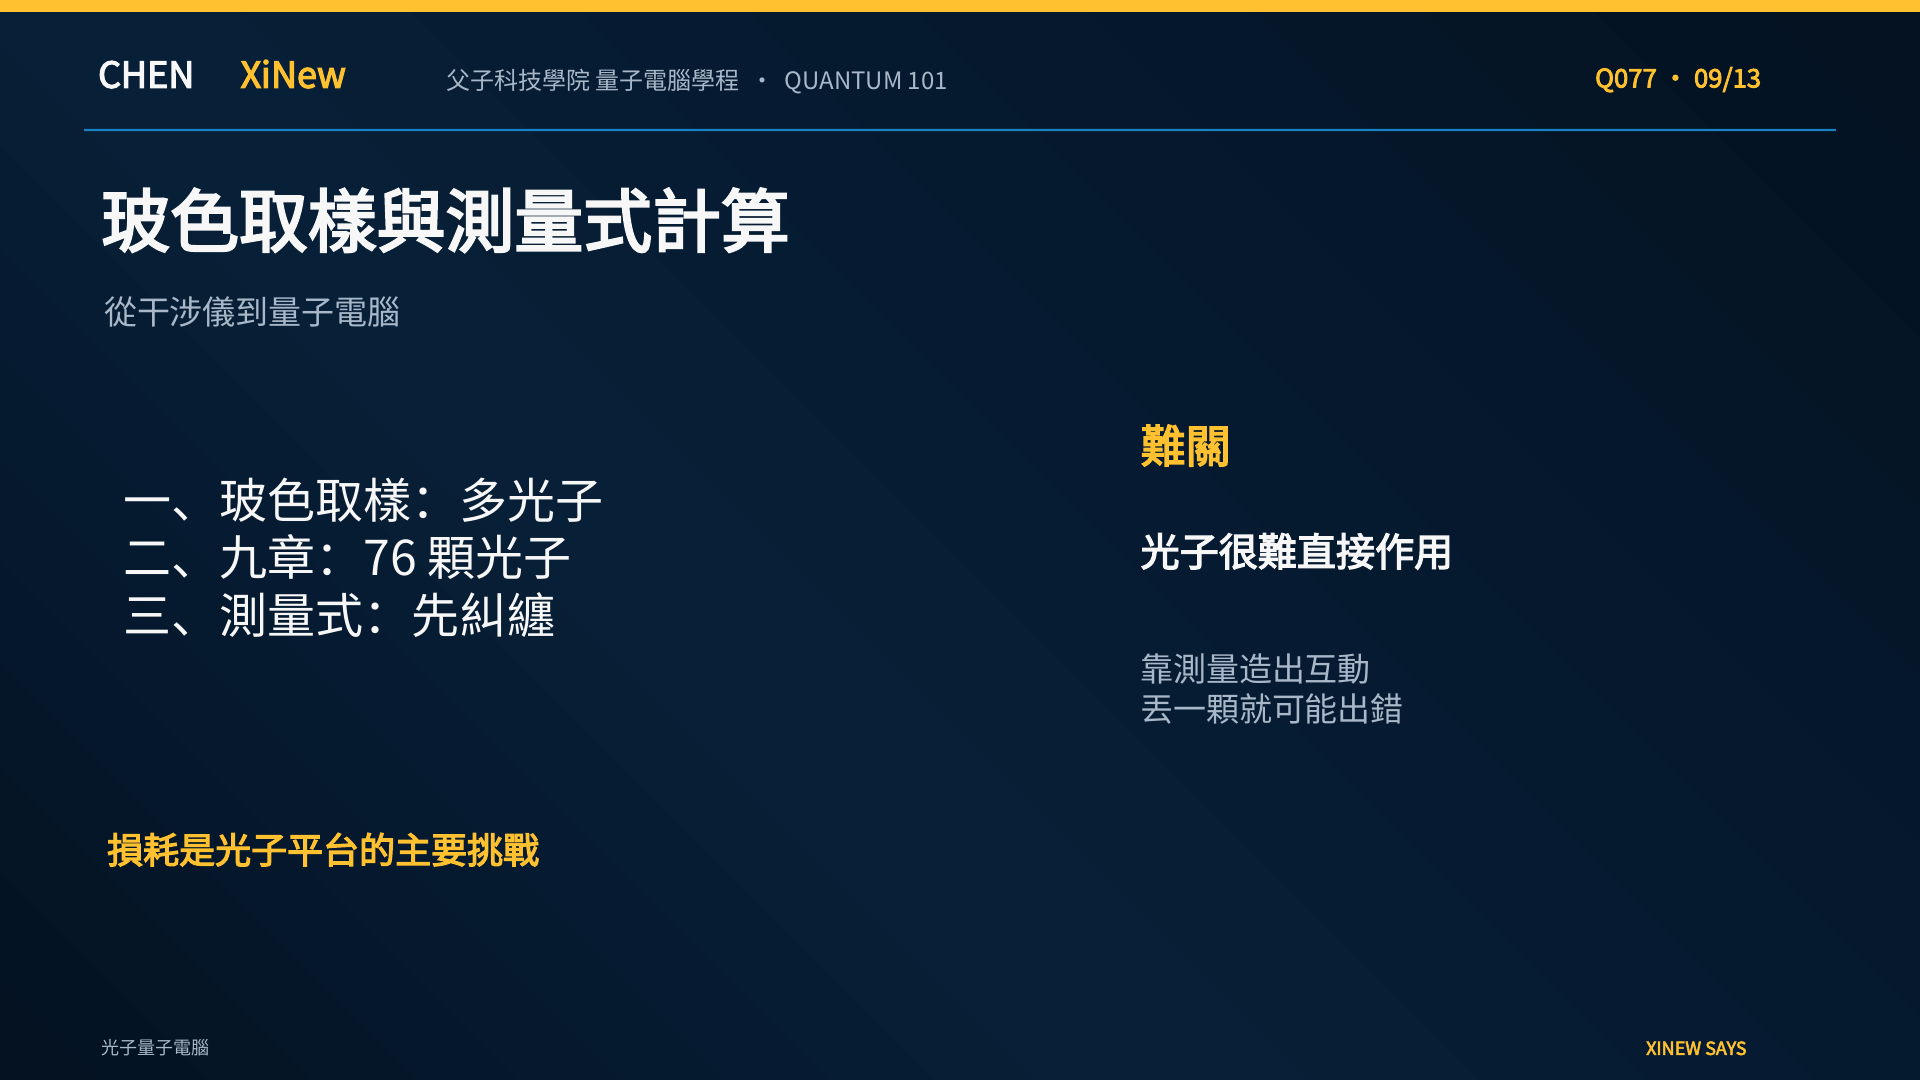 CHEN XiNew 父子科技學院 量子電腦學程 • QUANTUM 101 Q077 • 09/13
玻色取樣與測量式計算
從干涉儀到量子電腦
一、玻色取樣：多光子
二、九章：76 顆光子
三、測量式：先糾纏
難關
光子很難直接作用
靠測量造出互動
丟一顆就可能出錯
損耗是光子平台的主要挑戰
光子量子電腦
XINEW SAYS